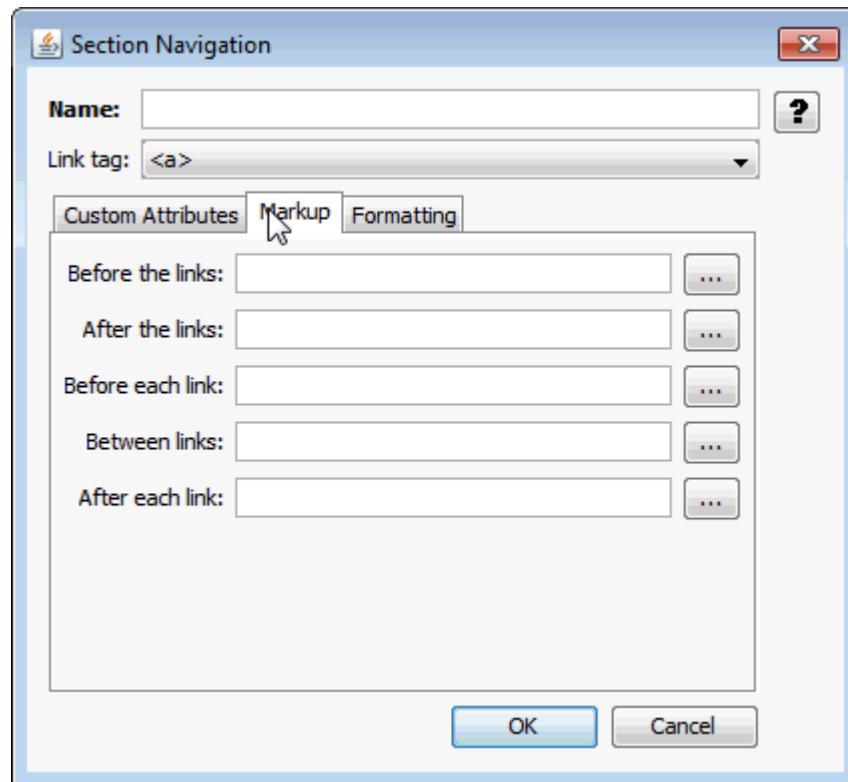 Section Navigation
Name:
?
Link tag: <a>
Custom Attributes Markup Formatting
Before the links: ...
After the links: ...
Before each link: ...
Between links: ...
After each link: ...
OK Cancel